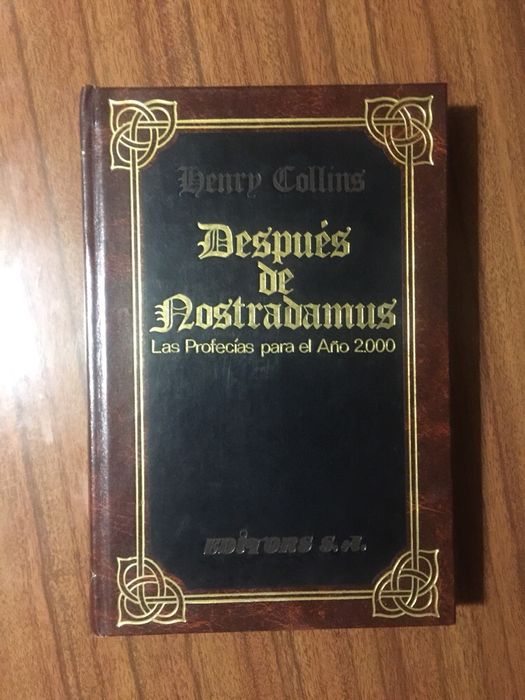 Henry Collins
Después
de
Nostradamus
Las Profecías para el Año 2.000
EDITORS S.A.